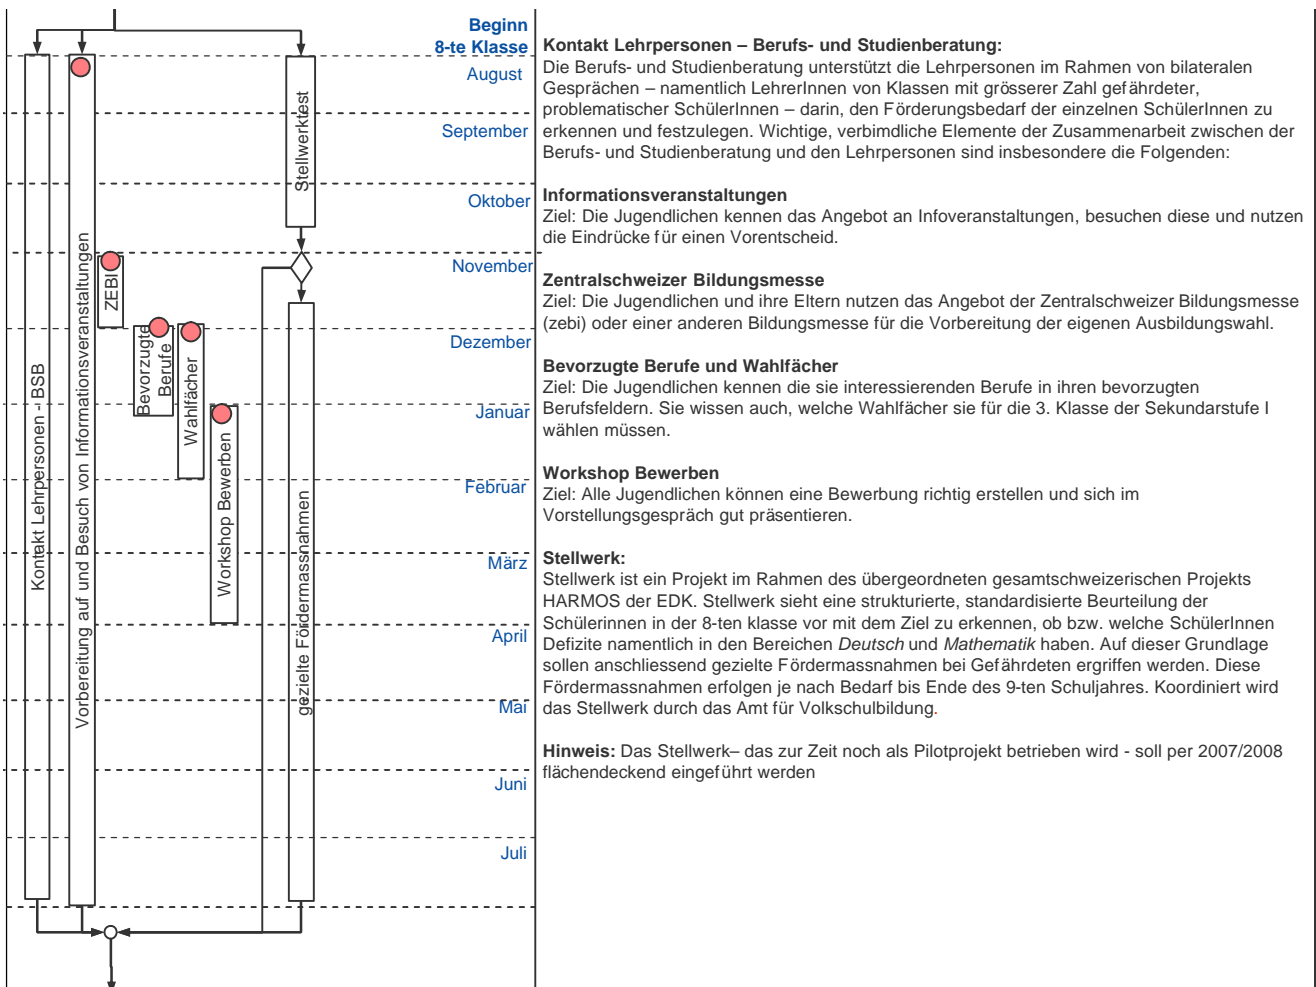 Beginn
8-te Klasse
August
September
Oktober
November
Dezember
Januar
Februar
März
April
Mai
Juni
Juli
Kontakt Lehrpersonen - BSB
Vorbereitung auf und Besuch von Informationsveranstaltungen
ZEBI
Bevorzugte
Berufe
Wahlfächer
Workshop Bewerben
Stellwerktest
gezielte Fördermassnahmen
Kontakt Lehrpersonen – Berufs- und Studienberatung:
Die Berufs- und Studienberatung unterstützt die Lehrpersonen im Rahmen von bilateralen
Gesprächen – namentlich LehrerInnen von Klassen mit grösserer Zahl gefährdeter,
problematischer SchülerInnen – darin, den Förderungsbedarf der einzelnen SchülerInnen zu
erkennen und festzulegen. Wichtige, verbimdliche Elemente der Zusammenarbeit zwischen der
Berufs- und Studienberatung und den Lehrpersonen sind insbesondere die Folgenden:
Informationsveranstaltungen
Ziel: Die Jugendlichen kennen das Angebot an Infoveranstaltungen, besuchen diese und nutzen
die Eindrücke für einen Vorentscheid.
Zentralschweizer Bildungsmesse
Ziel: Die Jugendlichen und ihre Eltern nutzen das Angebot der Zentralschweizer Bildungsmesse
(zebi) oder einer anderen Bildungsmesse für die Vorbereitung der eigenen Ausbildungswahl.
Bevorzugte Berufe und Wahlfächer
Ziel: Die Jugendlichen kennen die sie interessierenden Berufe in ihren bevorzugten
Berufsfeldern. Sie wissen auch, welche Wahlfächer sie für die 3. Klasse der Sekundarstufe I
wählen müssen.
Workshop Bewerben
Ziel: Alle Jugendlichen können eine Bewerbung richtig erstellen und sich im
Vorstellungsgespräch gut präsentieren.
Stellwerk:
Stellwerk ist ein Projekt im Rahmen des übergeordneten gesamtschweizerischen Projekts
HARMOS der EDK. Stellwerk sieht eine strukturierte, standardisierte Beurteilung der
Schülerinnen in der 8-ten klasse vor mit dem Ziel zu erkennen, ob bzw. welche SchülerInnen
Defizite namentlich in den Bereichen Deutsch und Mathematik haben. Auf dieser Grundlage
sollen anschliessend gezielte Fördermassnahmen bei Gefährdeten ergriffen werden. Diese
Fördermassnahmen erfolgen je nach Bedarf bis Ende des 9-ten Schuljahres. Koordiniert wird
das Stellwerk durch das Amt für Volkschulbildung.
Hinweis: Das Stellwerk– das zur Zeit noch als Pilotprojekt betrieben wird - soll per 2007/2008
flächendeckend eingeführt werden